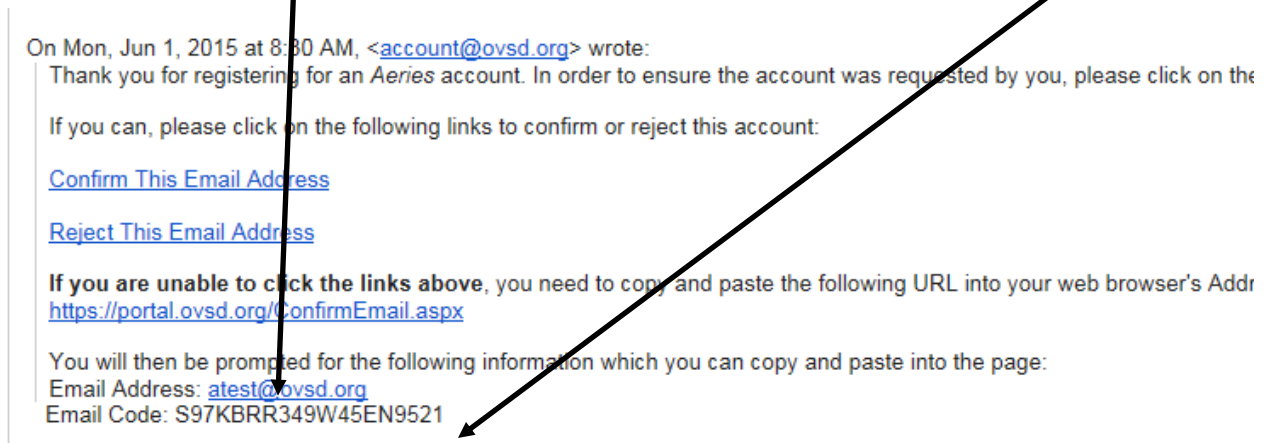 On Mon, Jun 1, 2015 at 8:30 AM, <account@ovsd.org> wrote:
Thank you for registering for an Aeries account. In order to ensure the account was requested by you, please click on the
If you can, please click on the following links to confirm or reject this account:
Confirm This Email Address
Reject This Email Address
If you are unable to click the links above, you need to copy and paste the following URL into your web browser's Addr
https://portal.ovsd.org/ConfirmEmail.aspx
You will then be prompted for the following information which you can copy and paste into the page:
Email Address: atest@ovsd.org
Email Code: S97KBRR349W45EN9521